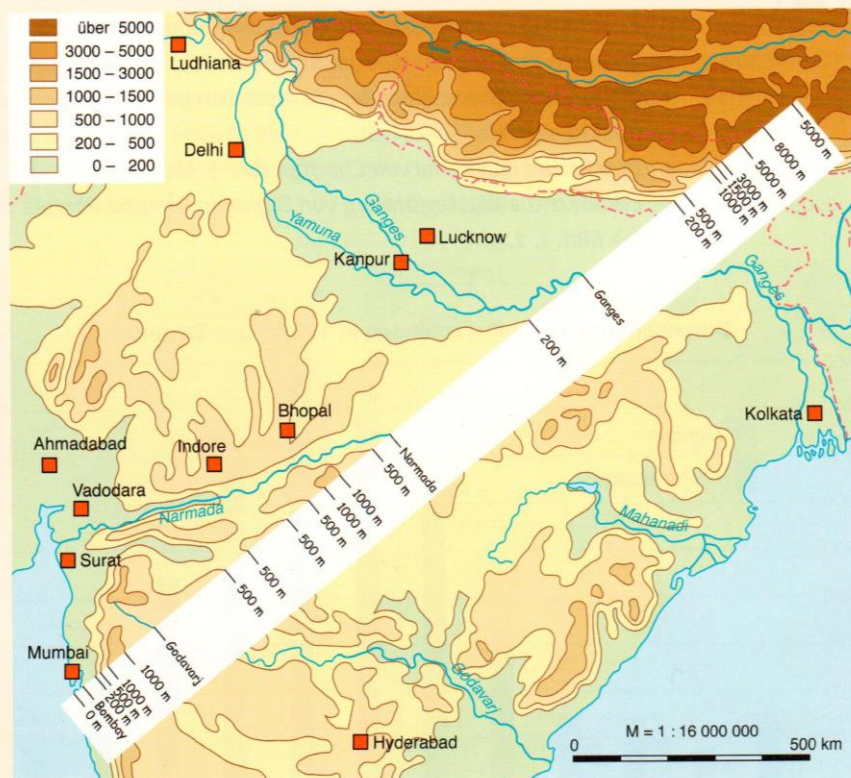 über 5000
3000 – 5000
1500 – 3000
1000 – 1500
500 – 1000
200 – 500
0 – 200
Ludhiana
Delhi
Yamuna
Ganges
Lucknow
Kanpur
Ganges
Kolkata
Bhopal
Indore
Ahmadabad
Vadodara
Narmada
Surat
Mahanadi
Mumbai
Godavarj
Hyderabad
0 m
Bombay
200 m
500 m
1000 m
1000 m
Godavarj
500 m
500 m
500 m
500 m
1000 m
1000 m
500 m
Narmada
200 m
Ganges
200 m
500 m
1000 m
1500 m
3000 m
5000 m
8000 m
5000 m
M = 1 : 16 000 000
0 500 km